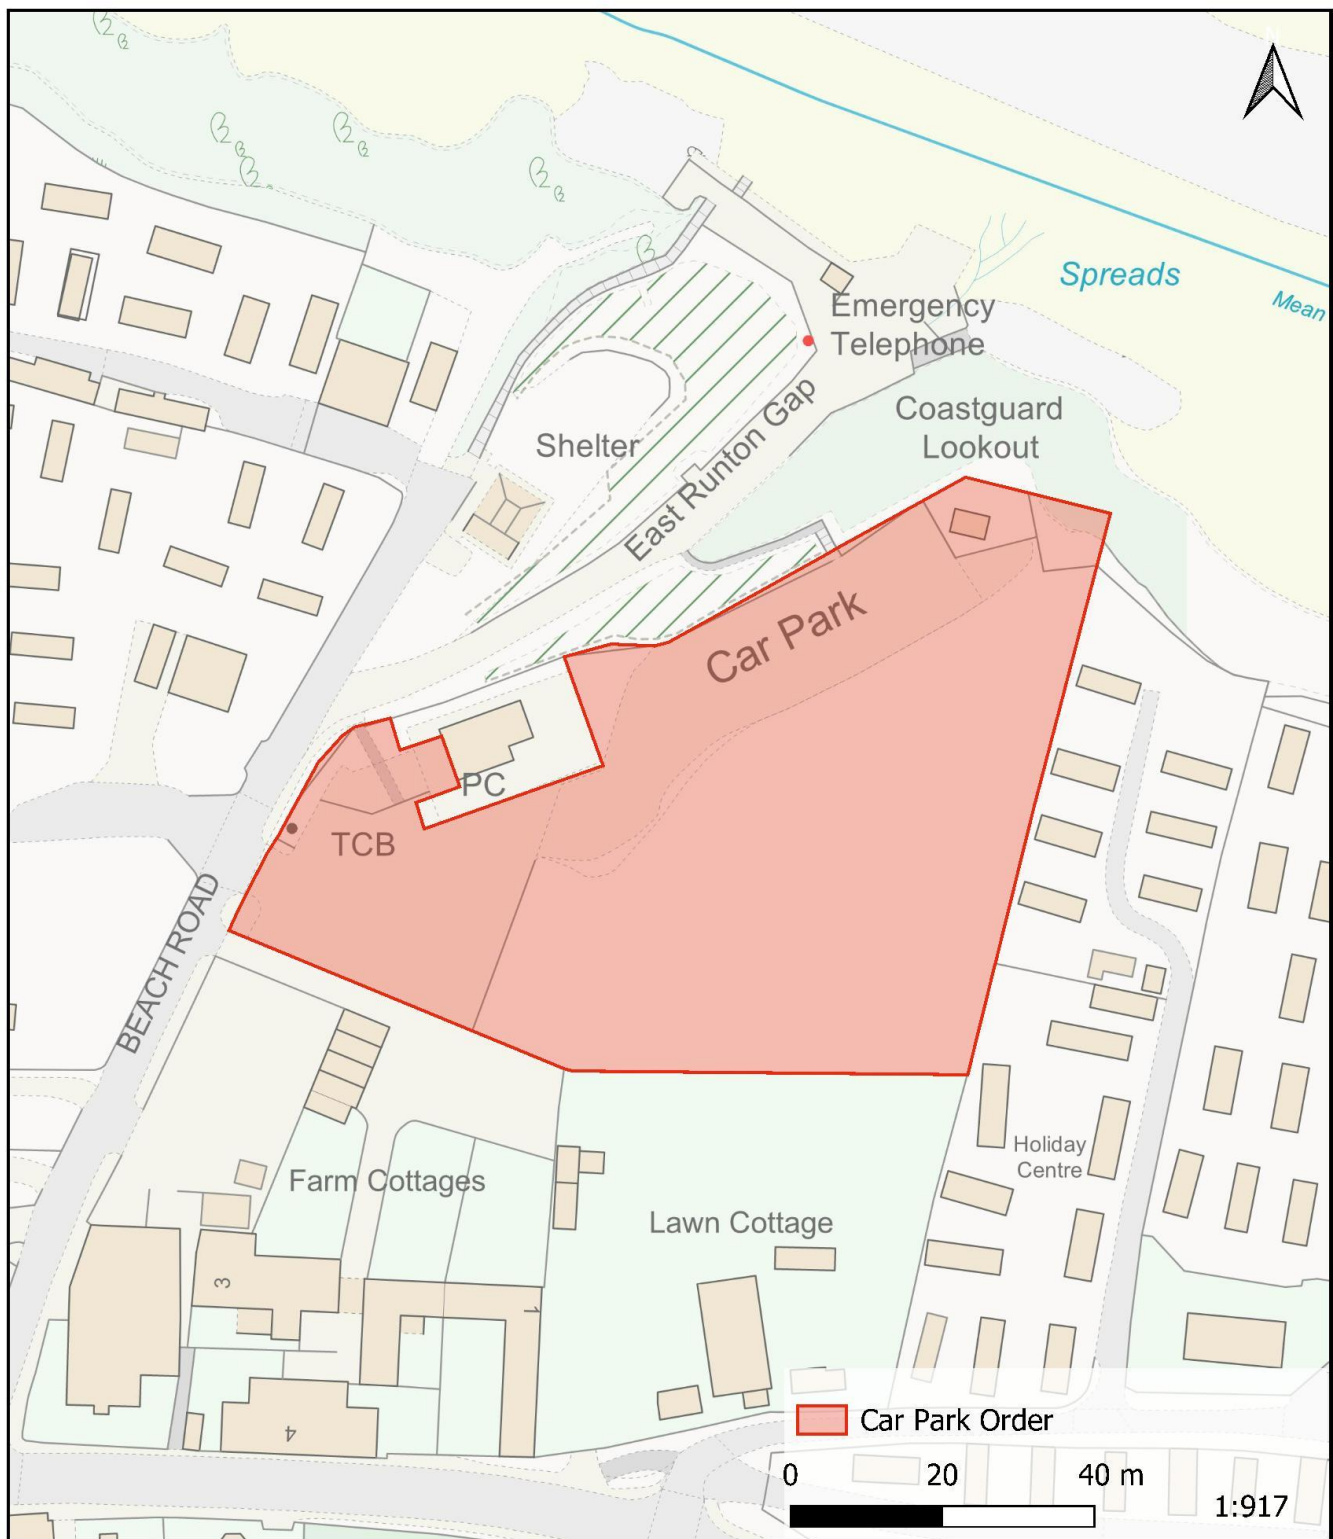 N
Spreads
Mean
Emergency
Telephone
Coastguard
Lookout
Shelter
East Runton Gap
Car Park
PC
TCB
BEACH ROAD
Holiday
Centre
Farm Cottages
Lawn Cottage
3
1
4
Car Park Order
0 20 40 m
1:917